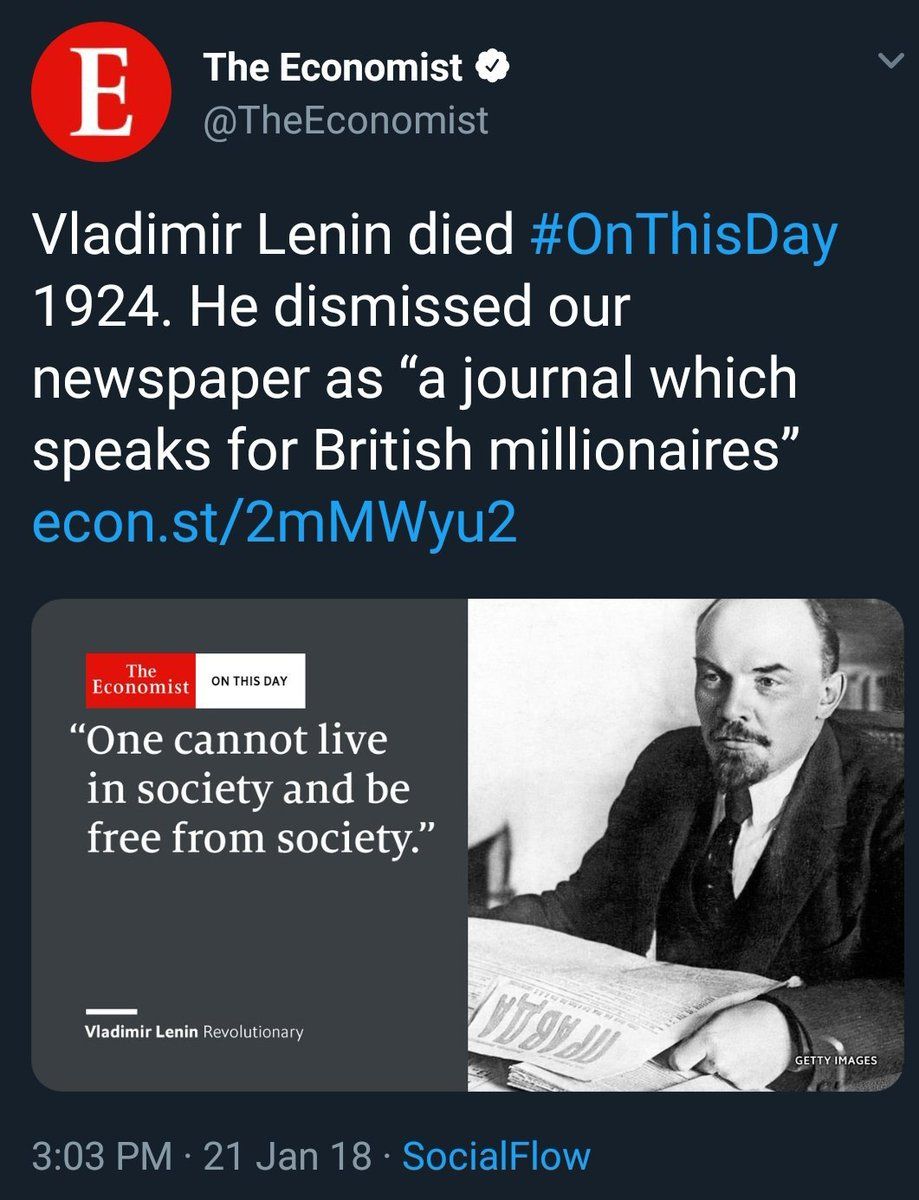 E
The Economist
@TheEconomist
Vladimir Lenin died #OnThisDay
1924. He dismissed our
newspaper as “a journal which
speaks for British millionaires”
econ.st/2mMWyu2
The
Economist
ON THIS DAY
“One cannot live
in society and be
free from society.”
Vladimir Lenin Revolutionary
ПРАВДА
GETTY IMAGES
3:03 PM · 21 Jan 18 · SocialFlow